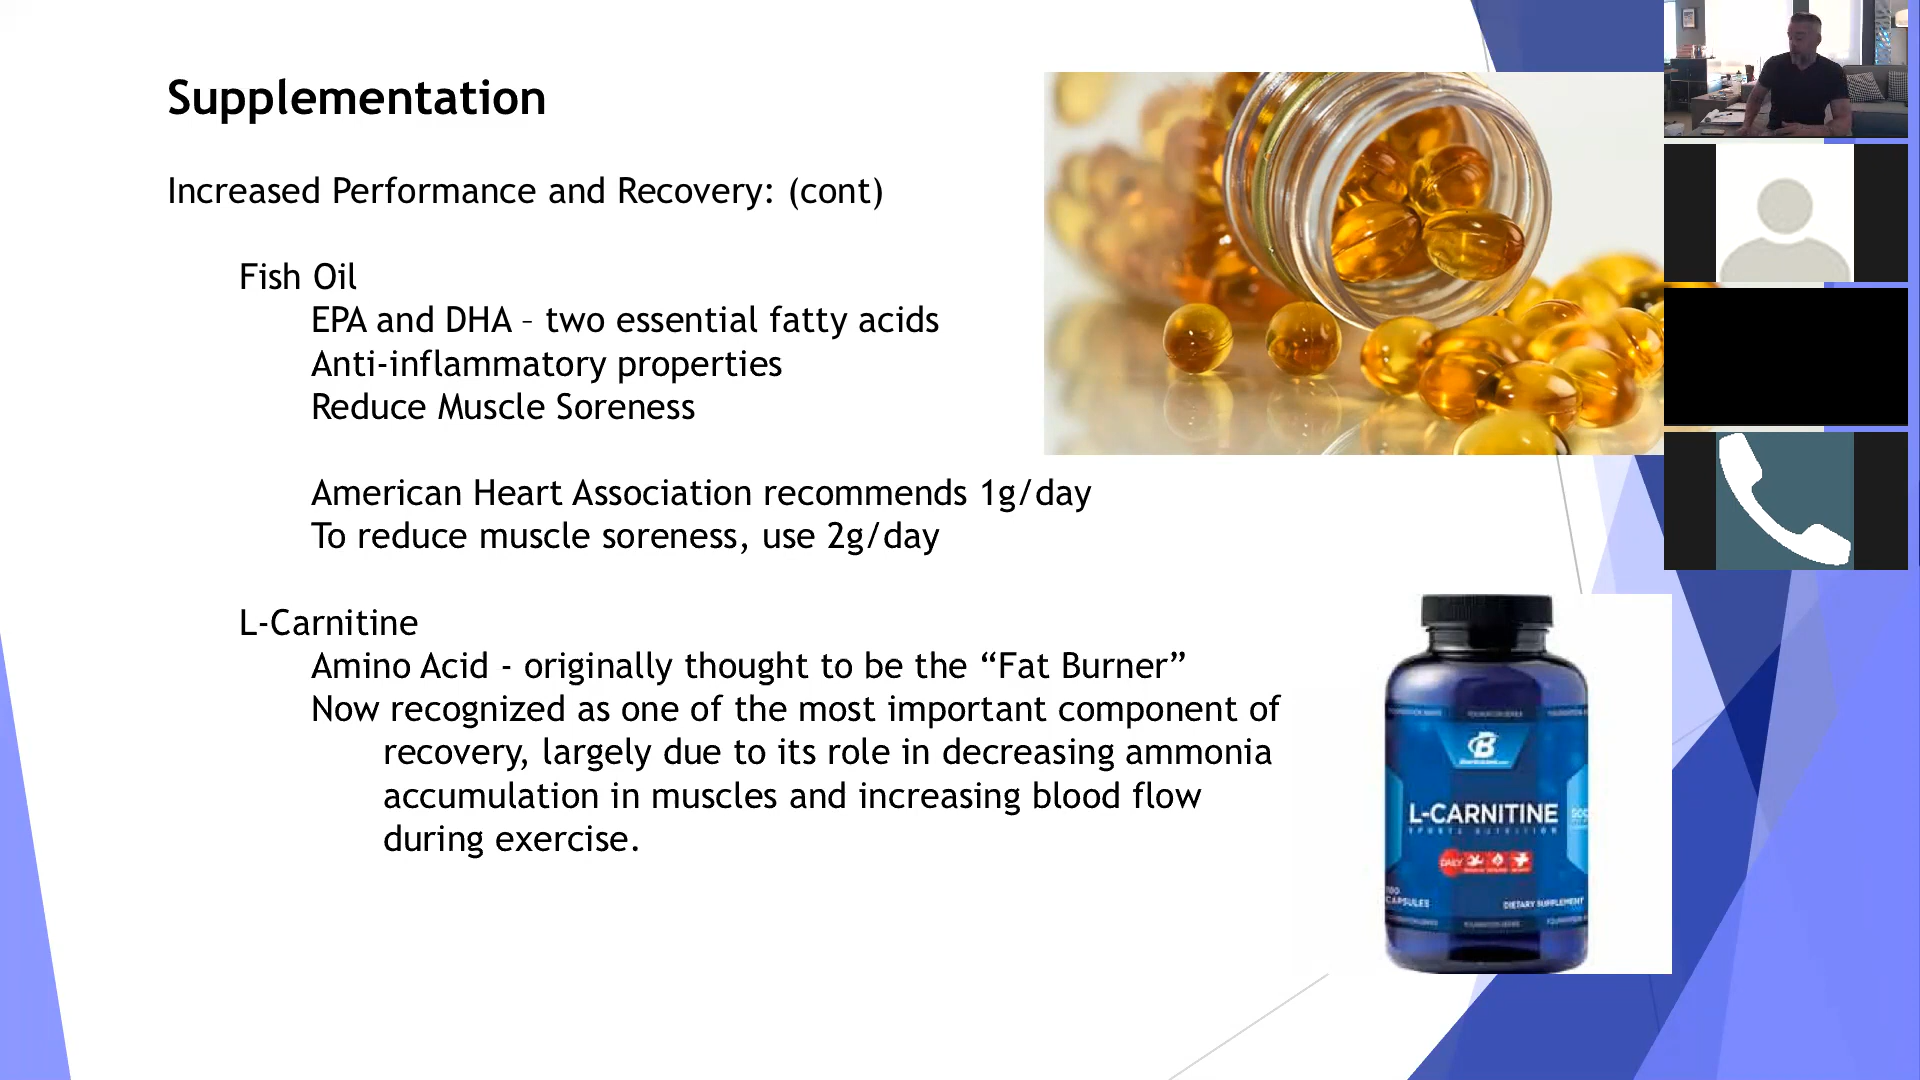 Supplementation
Increased Performance and Recovery: (cont)
Fish Oil
EPA and DHA – two essential fatty acids
Anti-inflammatory properties
Reduce Muscle Soreness
American Heart Association recommends 1g/day
To reduce muscle soreness, use 2g/day
L-Carnitine
Amino Acid - originally thought to be the “Fat Burner”
Now recognized as one of the most important component of
recovery, largely due to its role in decreasing ammonia
accumulation in muscles and increasing blood flow
during exercise.
L-CARNITINE
SPORTS NUTRITION
DAILY
100
CAPSULES
DIETARY SUPPLEMENT